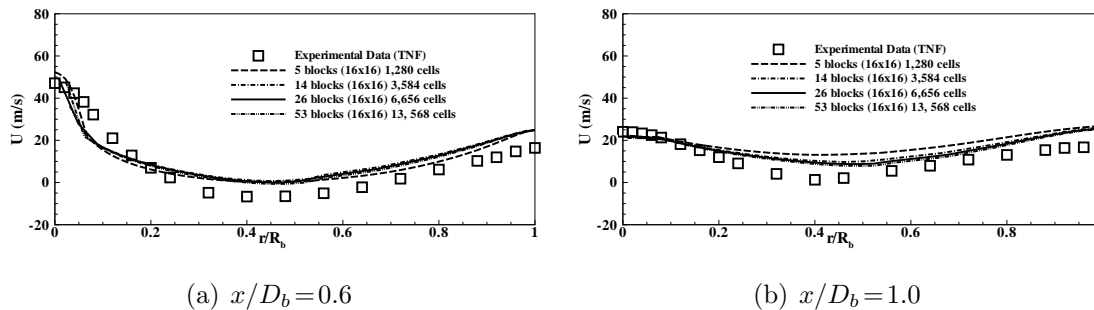 80
60
40
20
0
-20
U (m/s)
Experimental Data (TNF)
5 blocks (16x16) 1,280 cells
14 blocks (16x16) 3,584 cells
26 blocks (16x16) 6,656 cells
53 blocks (16x16) 13, 568 cells
0 0.2 0.4 0.6 0.8 1
r/R_b
(a) x/D_b=0.6
80
60
40
20
0
-20
U (m/s)
Experimental Data (TNF)
5 blocks (16x16) 1,280 cells
14 blocks (16x16) 3,584 cells
26 blocks (16x16) 6,656 cells
53 blocks (16x16) 13, 568 cells
0 0.2 0.4 0.6 0.8
r/R_b
(b) x/D_b=1.0